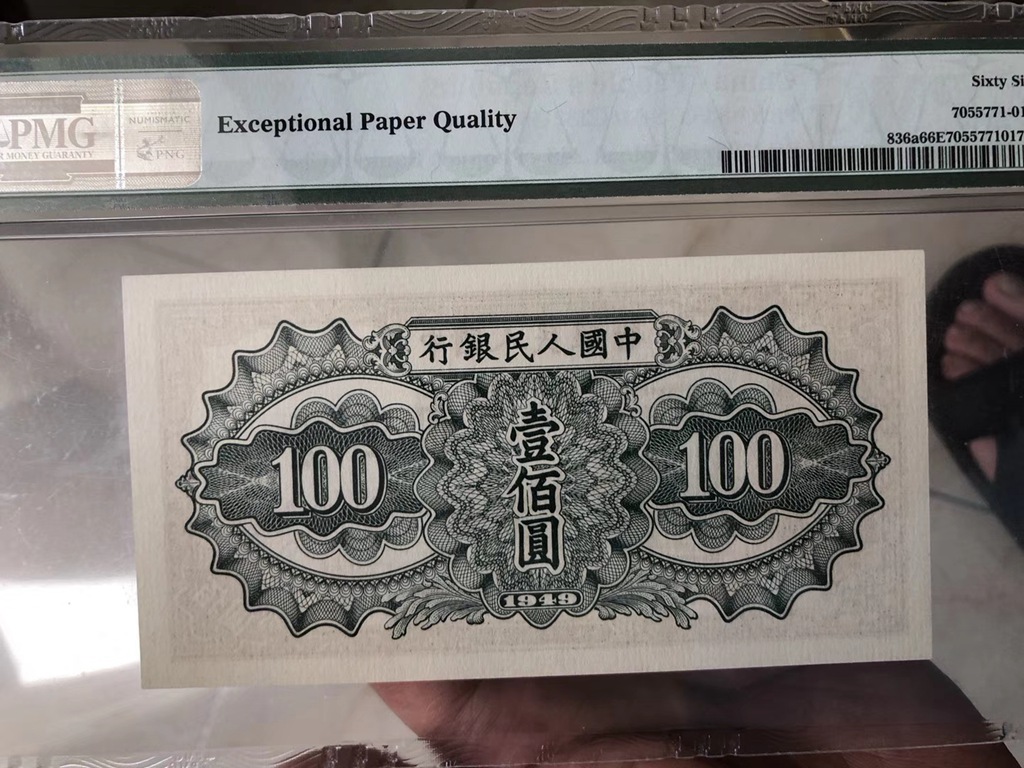 Sixty Si
7055771-01
836a66E7055771017
PMG
R MONEY GUARANTY
NUMISMATIC
PNG
Exceptional Paper Quality
行銀民人國中
100
壹佰圓
100
1949